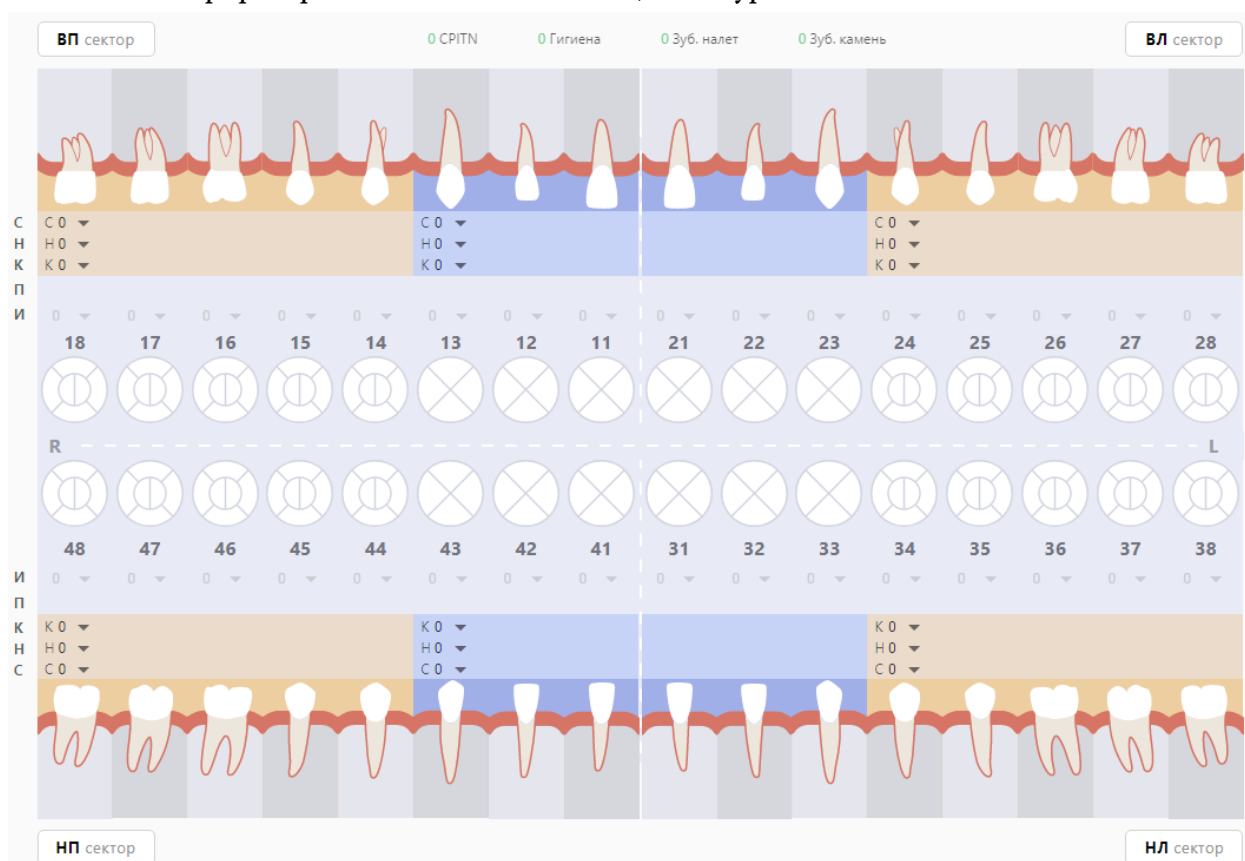 ВП сектор 0 CPITN 0 Гигиена 0 Зуб. налет 0 Зуб. камень ВЛ сектор
С С 0 С 0 С 0
Н Н 0 Н 0 Н 0
К К 0 К 0 К 0
П
И 0 0 0 0 0 0 0 0 0 0 0 0 0 0 0 0
18 17 16 15 14 13 12 11 21 22 23 24 25 26 27 28
R L
48 47 46 45 44 43 42 41 31 32 33 34 35 36 37 38
И 0 0 0 0 0 0 0 0 0 0 0 0 0 0 0 0
П
К К 0 К 0 К 0
Н Н 0 Н 0 Н 0
С С 0 С 0 С 0
НП сектор НЛ сектор